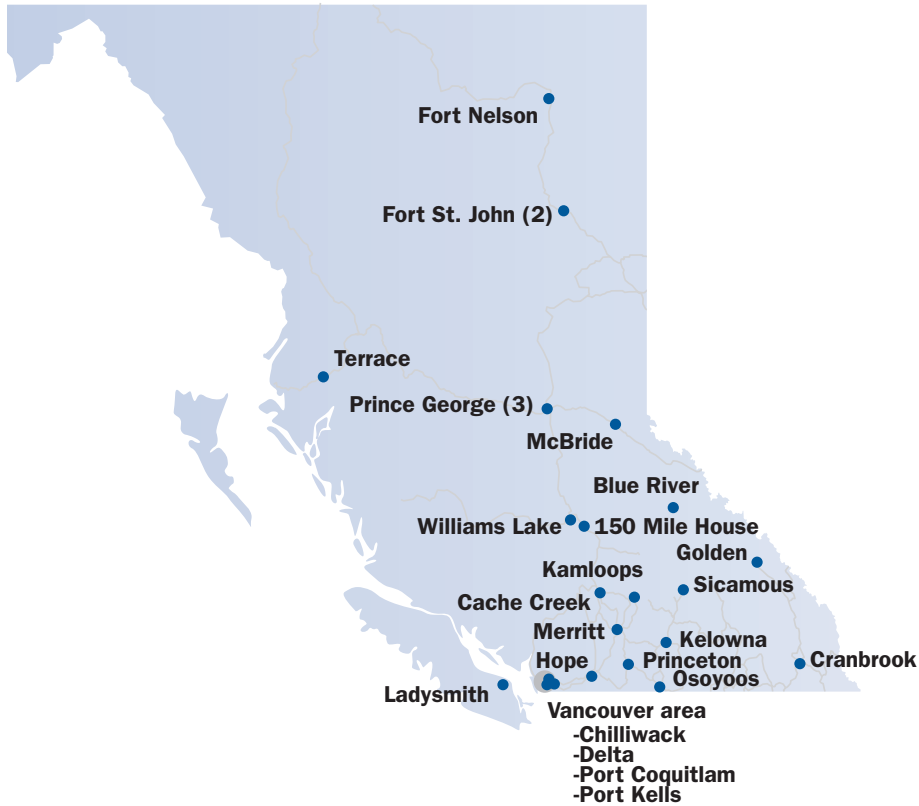 Fort Nelson
Fort St. John (2)
Terrace
Prince George (3)
McBride
Blue River
Williams Lake
150 Mile House
Golden
Kamloops
Sicamous
Cache Creek
Merritt
Kelowna
Hope
Princeton
Cranbrook
Osoyoos
Ladysmith
Vancouver area
-Chilliwack
-Delta
-Port Coquitlam
-Port Kells